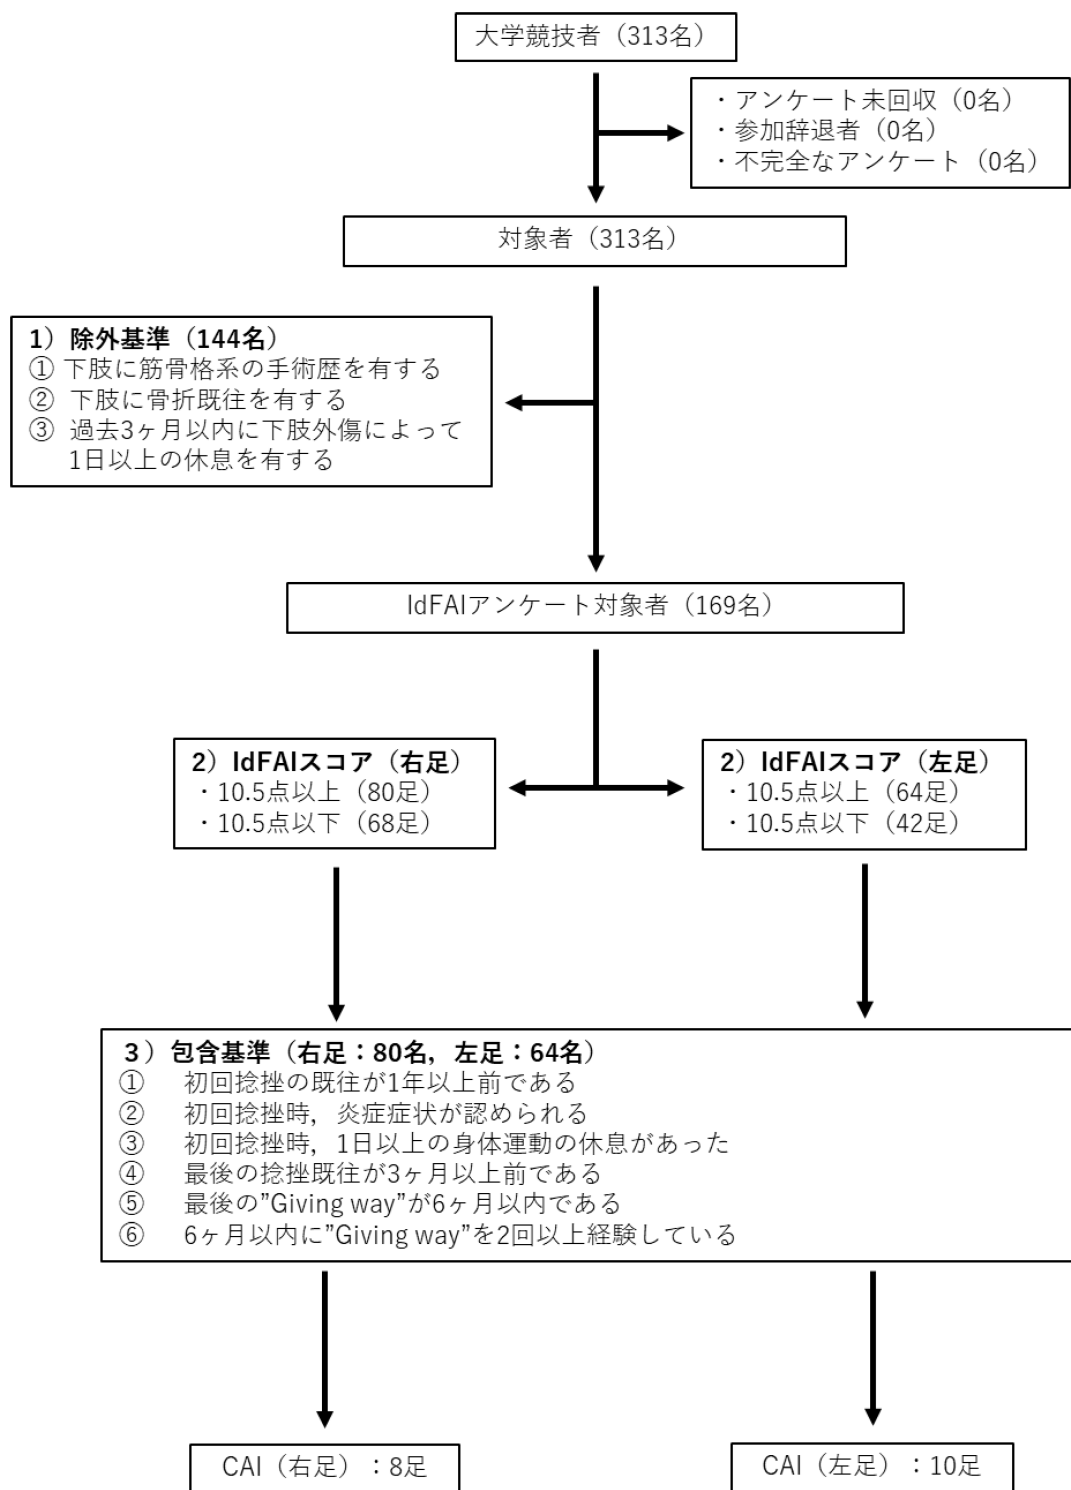 大学競技者（313名）
・アンケート未回収（0名）
・参加辞退者（0名）
・不完全なアンケート（0名）
対象者（313名）
1）除外基準（144名）
① 下肢に筋骨格系の手術歴を有する
② 下肢に骨折既往を有する
③ 過去3ヶ月以内に下肢外傷によって
1日以上の休息を有する
IdFAIアンケート対象者（169名）
2）IdFAIスコア（右足）
・10.5点以上（80足）
・10.5点以下（68足）
2）IdFAIスコア（左足）
・10.5点以上（64足）
・10.5点以下（42足）
3）包含基準（右足：80名，左足：64名）
① 初回捻挫の既往が1年以上前である
② 初回捻挫時，炎症症状が認められる
③ 初回捻挫時，1日以上の身体運動の休息があった
④ 最後の捻挫既往が3ヶ月以上前である
⑤ 最後の”Giving way”が6ヶ月以内である
⑥ 6ヶ月以内に”Giving way”を2回以上経験している
CAI（右足）：8足
CAI（左足）：10足